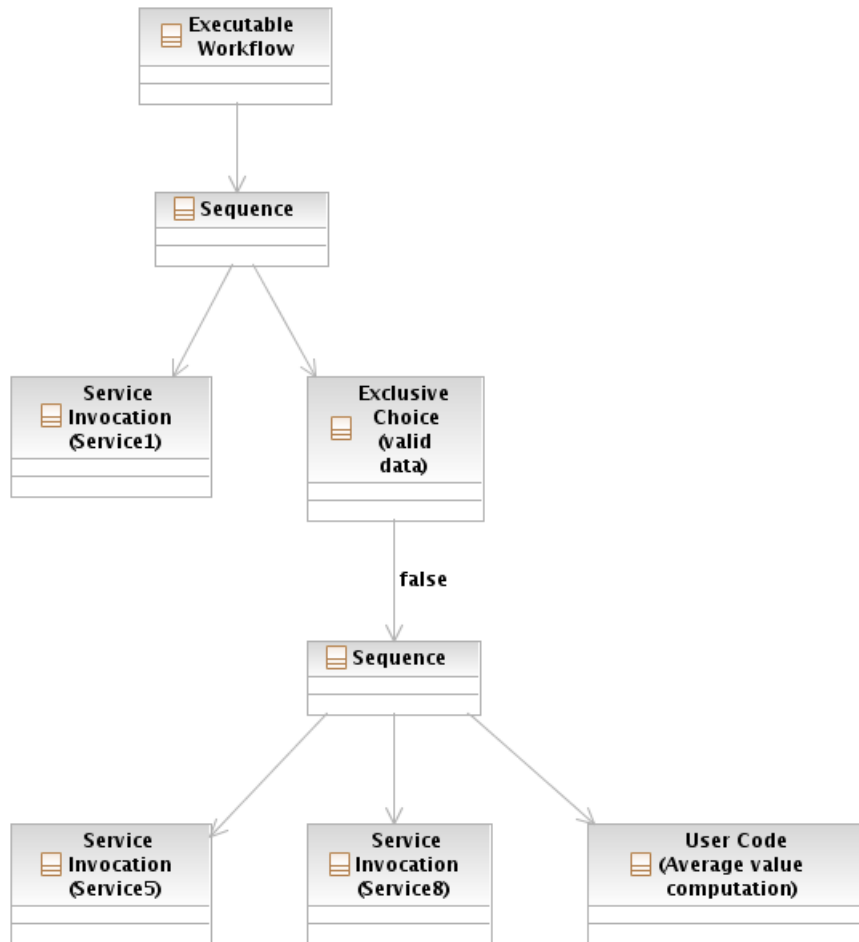 Executable
Workflow
Sequence
Service
Invocation
(Service1)
Exclusive
Choice
(valid
data)
false
Sequence
Service
Invocation
(Service5)
Service
Invocation
(Service8)
User Code
(Average value
computation)